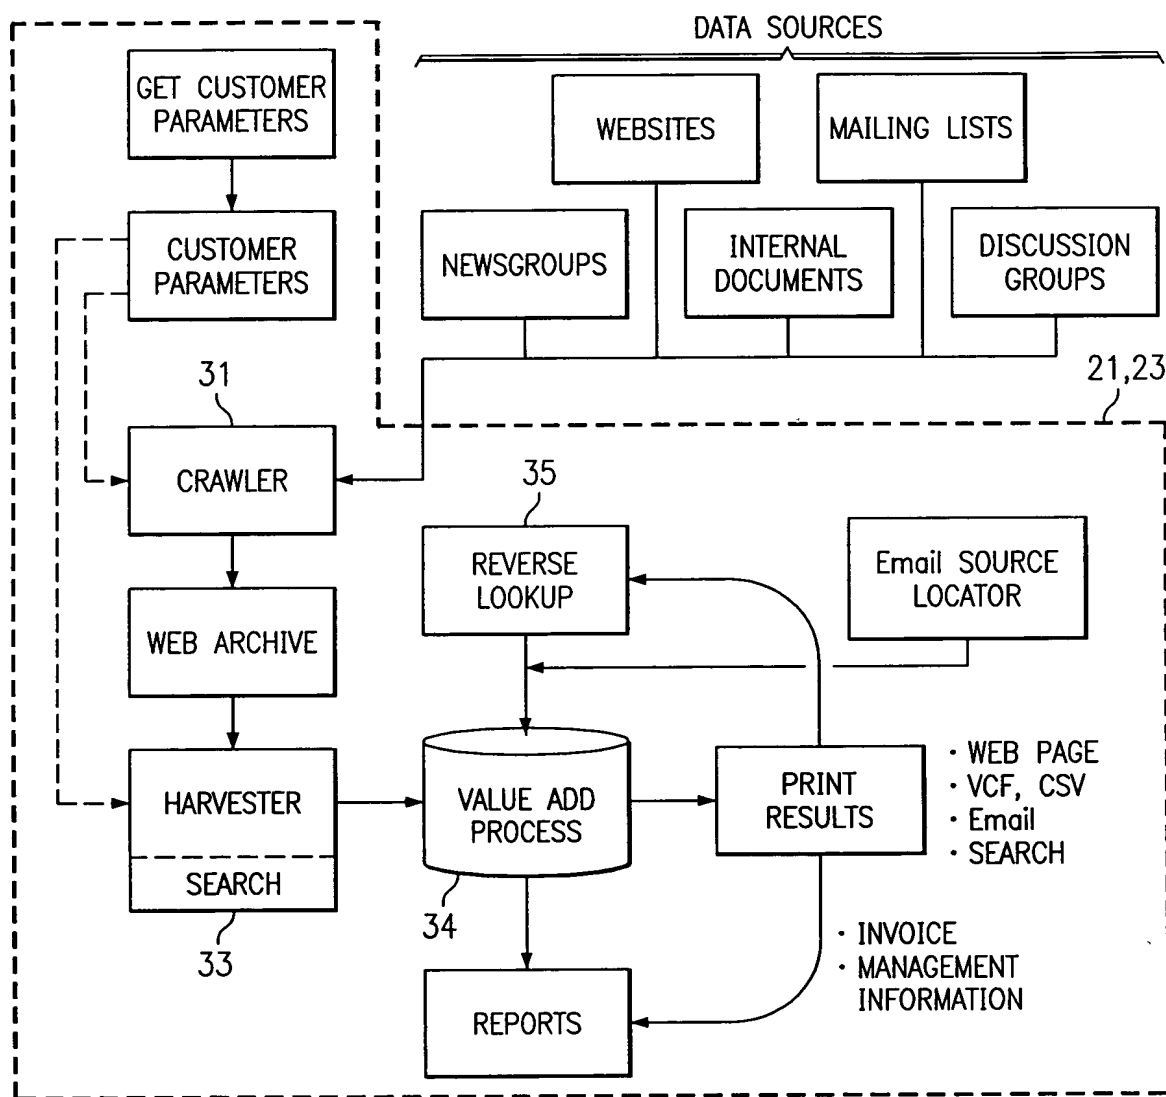 DATA SOURCES
GET CUSTOMER
PARAMETERS
WEBSITES
MAILING LISTS
CUSTOMER
PARAMETERS
NEWSGROUPS
INTERNAL
DOCUMENTS
DISCUSSION
GROUPS
31
21,23
CRAWLER
35
REVERSE
LOOKUP
Email SOURCE
LOCATOR
WEB ARCHIVE
HARVESTER
SEARCH
33
VALUE ADD
PROCESS
34
PRINT
RESULTS
· WEB PAGE
· VCF, CSV
· Email
· SEARCH
· INVOICE
· MANAGEMENT
INFORMATION
REPORTS